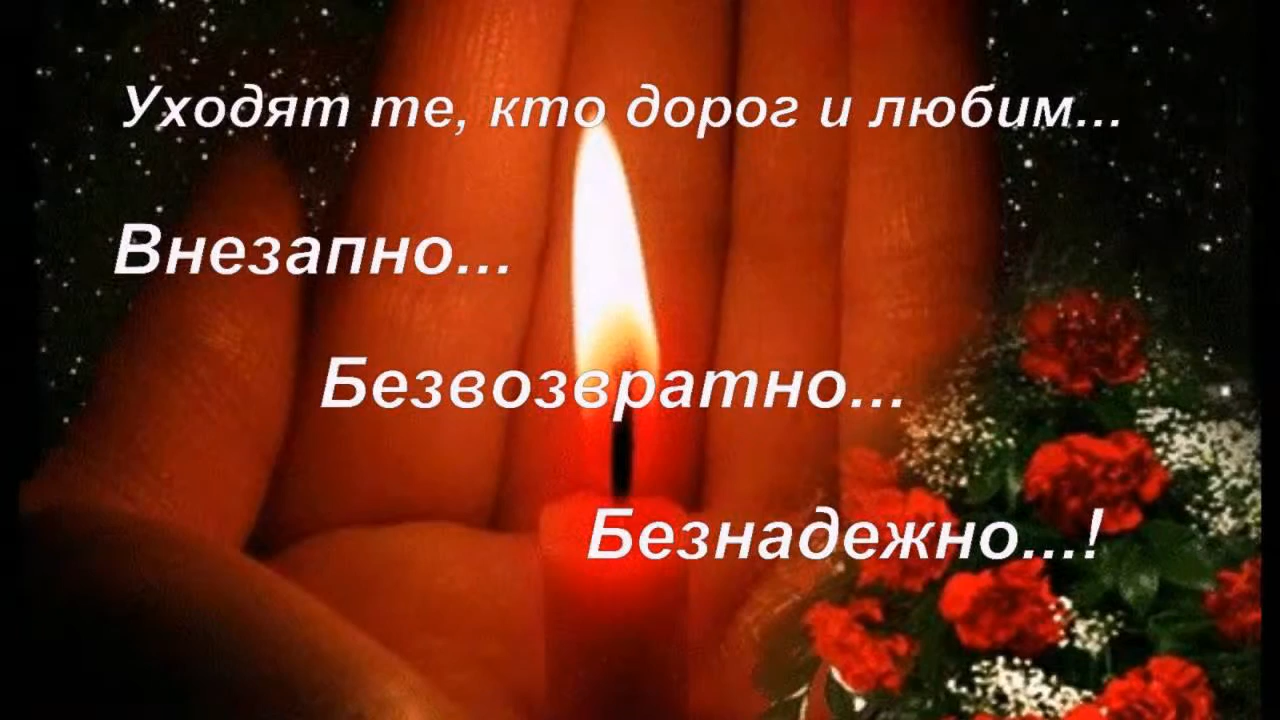 Уходят те, кто дорог и любим...
Внезапно...
Безвозвратно...
Безнадежно...!